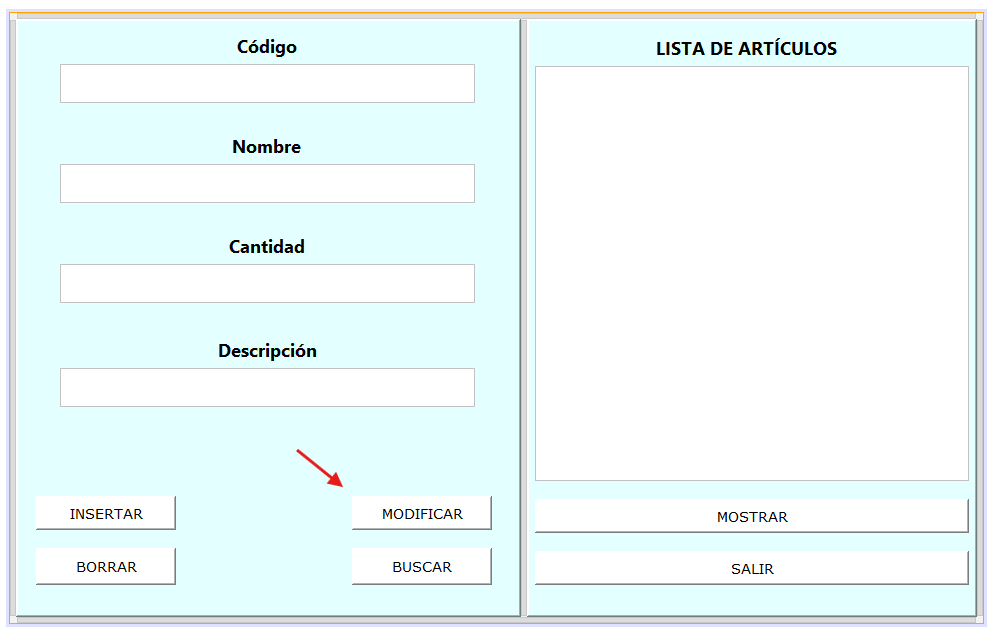 Código
Nombre
Cantidad
Descripción
INSERTAR
MODIFICAR
BORRAR
BUSCAR
LISTA DE ARTÍCULOS
MOSTRAR
SALIR